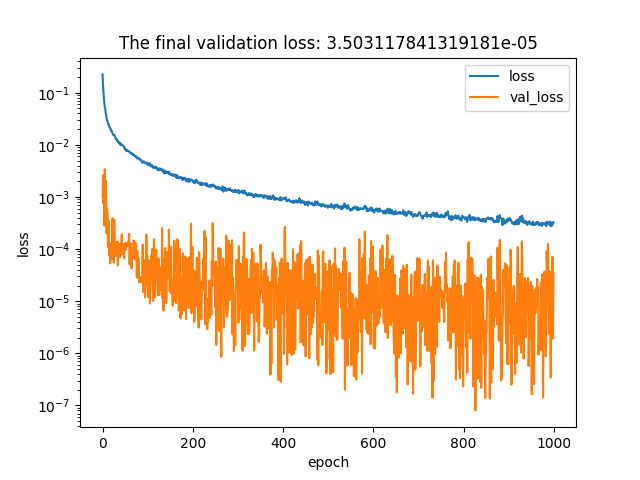 The final validation loss: 3.503117841319181e-05
loss
val_loss
10⁻¹
10⁻²
10⁻³
10⁻⁴
10⁻⁵
10⁻⁶
10⁻⁷
loss
0 200 400 600 800 1000
epoch